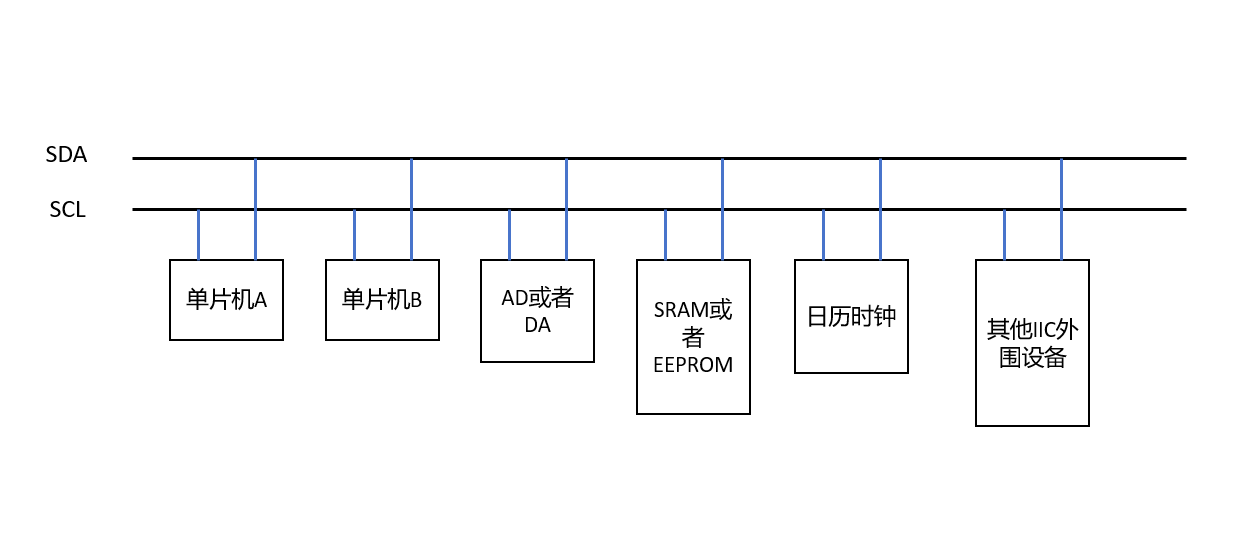 SDA
SCL
单片机A
单片机B
AD或者
DA
SRAM或
者
EEPROM
日历时钟
其他IIC外
围设备